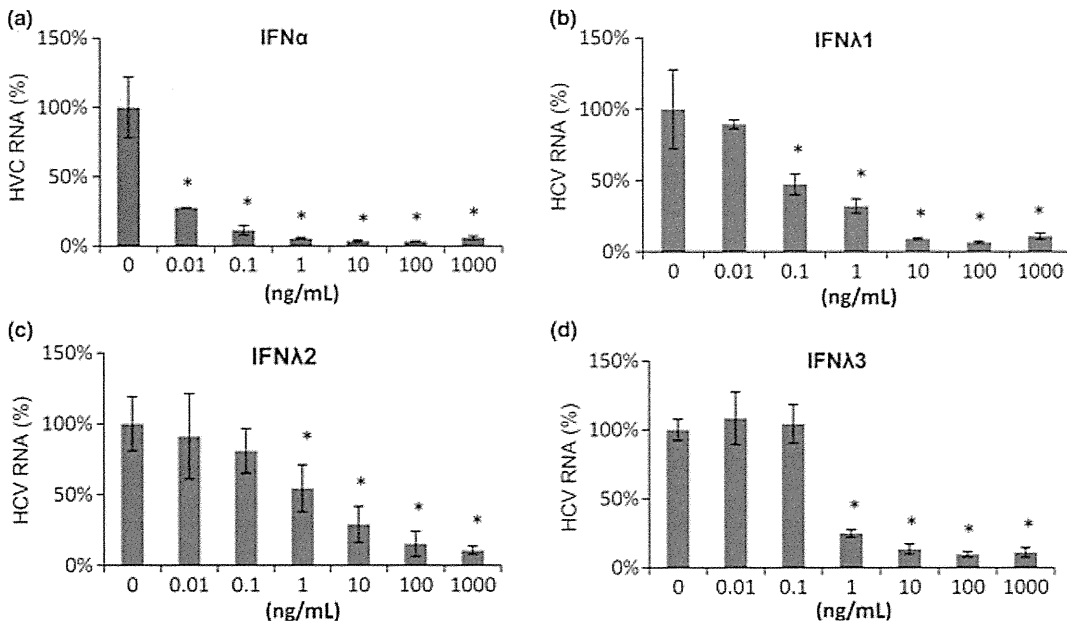 (a)
IFNα
150%
100%
50%
0%
HVC RNA (%)
*
*
*
*
*
*
0 0.01 0.1 1 10 100 1000
(ng/mL)
(b)
IFNλ1
150%
100%
50%
0%
HCV RNA (%)
*
*
*
*
*
0 0.01 0.1 1 10 100 1000
(ng/mL)
(c)
IFNλ2
150%
100%
50%
0%
HCV RNA (%)
*
*
*
*
0 0.01 0.1 1 10 100 1000
(ng/mL)
(d)
IFNλ3
150%
100%
50%
0%
HCV RNA (%)
*
*
*
*
0 0.01 0.1 1 10 100 1000
(ng/mL)